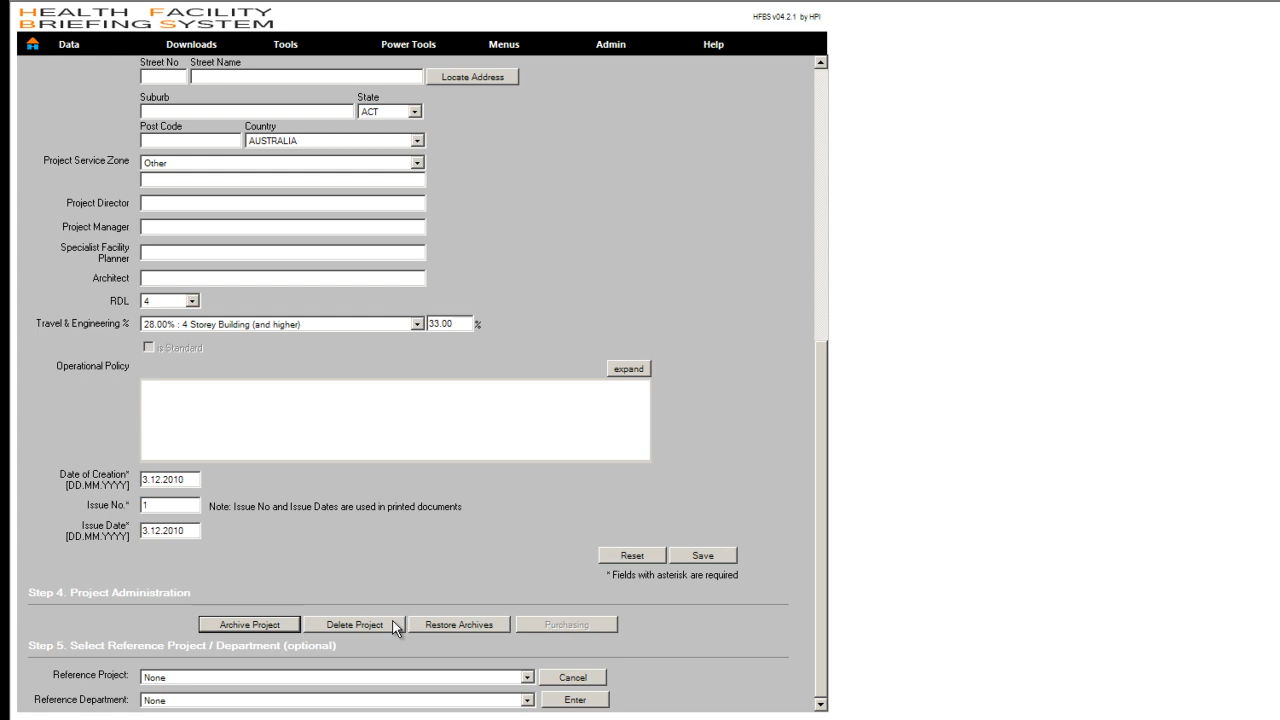 HEALTH FACILITY
BRIEFING SYSTEM
HFBS v04.2.1 by HPI
Data Downloads Tools Power Tools Menus Admin Help
Street No Street Name
Locate Address
Suburb State
ACT
Post Code Country
AUSTRALIA
Project Service Zone Other
Project Director
Project Manager
Specialist Facility
Planner
Architect
RDL 4
Travel & Engineering % 28.00% : 4 Storey Building (and higher) 33.00 %
is Standard
Operational Policy expand
Date of Creation* 3.12.2010
[DD.MM.YYYY]
Issue No.* 1 Note: Issue No and Issue Dates are used in printed documents
Issue Date* 3.12.2010
[DD.MM.YYYY]
Reset Save
* Fields with asterisk are required
Step 4. Project Administration
Archive Project Delete Project Restore Archives Purchasing
Step 5. Select Reference Project / Department (optional)
Reference Project: None Cancel
Reference Department: None Enter